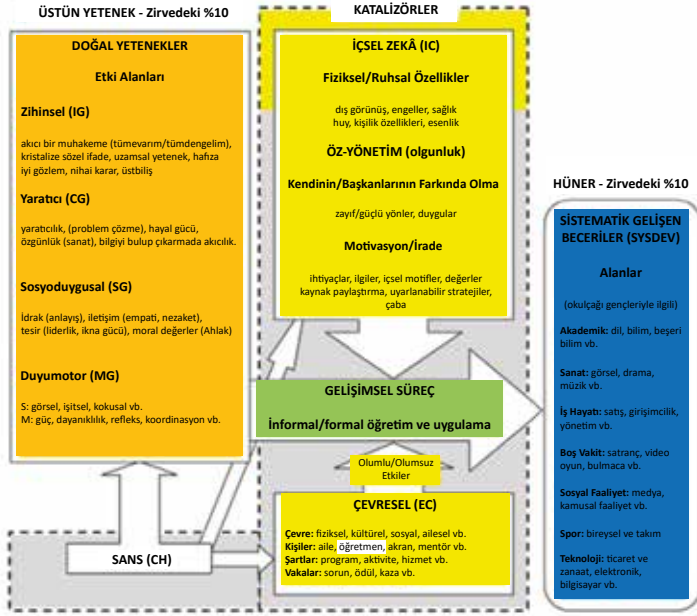 ÜSTÜN YETENEK - Zirvedeki %10
DOĞAL YETENEKLER
Etki Alanları
Zihinsel (IG)
akıcı bir muhakeme (tümevarım/tümdengelim),
kristalize sözel ifade, uzamsal yetenek, hafıza
iyi gözlem, nihai karar, üstbiliş
Yaratıcı (CG)
yaratıcılık, (problem çözme), hayal gücü,
özgünlük (sanat), bilgiyi bulup çıkarmada akıcılık.
Sosyoduygusal (SG)
İdrak (anlayış), iletişim (empati, nezaket),
tesir (liderlik, ikna gücü), moral değerler (Ahlak)
Duyumotor (MG)
S: görsel, işitsel, kokusal vb.
M: güç, dayanıklılık, refleks, koordinasyon vb.
SANS (CH)
KATALİZÖRLER
İÇSEL ZEKÂ (IC)
Fiziksel/Ruhsal Özellikler
dış görünüş, engeller, sağlık
huy, kişilik özellikleri, esenlik
ÖZ-YÖNETİM (olgunluk)
Kendinin/Başkanlarının Farkında Olma
zayıf/güçlü yönler, duygular
Motivasyon/İrade
ihtiyaçlar, ilgiler, içsel motifler, değerler
kaynak paylaştırma, uyarlanabilir stratejiler,
çaba
GELİŞİMSEL SÜREÇ
İnformal/formal öğretim ve uygulama
Olumlu/Olumsuz
Etkiler
ÇEVRESEL (EC)
Çevre: fiziksel, kültürel, sosyal, ailesel vb.
Kişiler: aile, öğretmen, akran, mentör vb.
Şartlar: program, aktivite, hizmet vb.
Vakalar: sorun, ödül, kaza vb.
HÜNER - Zirvedeki %10
SİSTEMATİK GELİŞEN
BECERİLER (SYSDEV)
Alanlar
(okulçağı gençleriyle ilgili)
Akademik: dil, bilim, beşeri
bilim vb.
Sanat: görsel, drama,
müzik vb.
İş Hayatı: satış, girişimcilik,
yönetim vb.
Boş Vakit: satranç, video
oyun, bulmaca vb.
Sosyal Faaliyet: medya,
kamusal faaliyet vb.
Spor: bireysel ve takım
Teknoloji: ticaret ve
zanaat, elektronik,
bilgisayar vb.